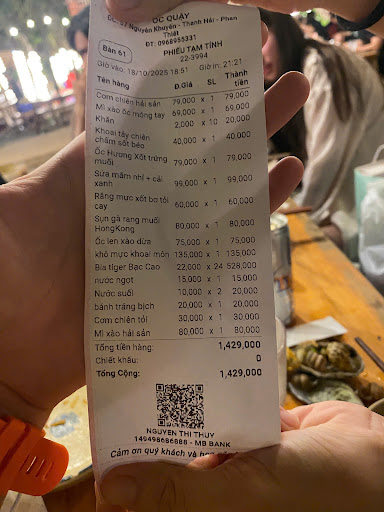 ỐC QUẬY
ĐC: 97 Nguyễn Khuyến - Thanh Hải - Phan
Thiết
ĐT: 0968955331
Bàn 61
PHIẾU TẠM TÍNH
22-3994
Giờ vào: 18/10/2025 18:51 Giờ in: 21:21
Tên hàng Đ.Giá SL Thành tiền
Cơm chiên hải sản 79,000 x 1 79,000
Mì xào ốc móng tay 69,000 x 1 69,000
Khăn 2,000 x 10 20,000
Khoai tây chiên
chấm sốt béo 40,000 x 1 40,000
Ốc Hương Xốt trứng
muối 79,000 x 1 79,000
Sứa mắm nhỉ + cải
xanh 99,000 x 1 99,000
Răng mực xốt bơ tỏi
cay 60,000 x 1 60,000
Sụn gà rang muối
HongKong 80,000 x 1 80,000
Ốc len xào dừa 75,000 x 1 75,000
khô mực khoai môn 135,000 x 1 135,000
Bia tiger Bạc Cao 22,000 x 24 528,000
nước ngọt 15,000 x 1 15,000
Nước suối 10,000 x 2 20,000
bánh tráng bịch 20,000 x 1 20,000
Cơm chiên tỏi 30,000 x 1 30,000
Mì xào hải sản 80,000 x 1 80,000
Tổng tiền hàng: 1,429,000
Chiết khấu: 0
Tổng Cộng: 1,429,000
NGUYEN THI THUY
149498686888 - MB BANK
Cảm ơn quý khách và hẹn